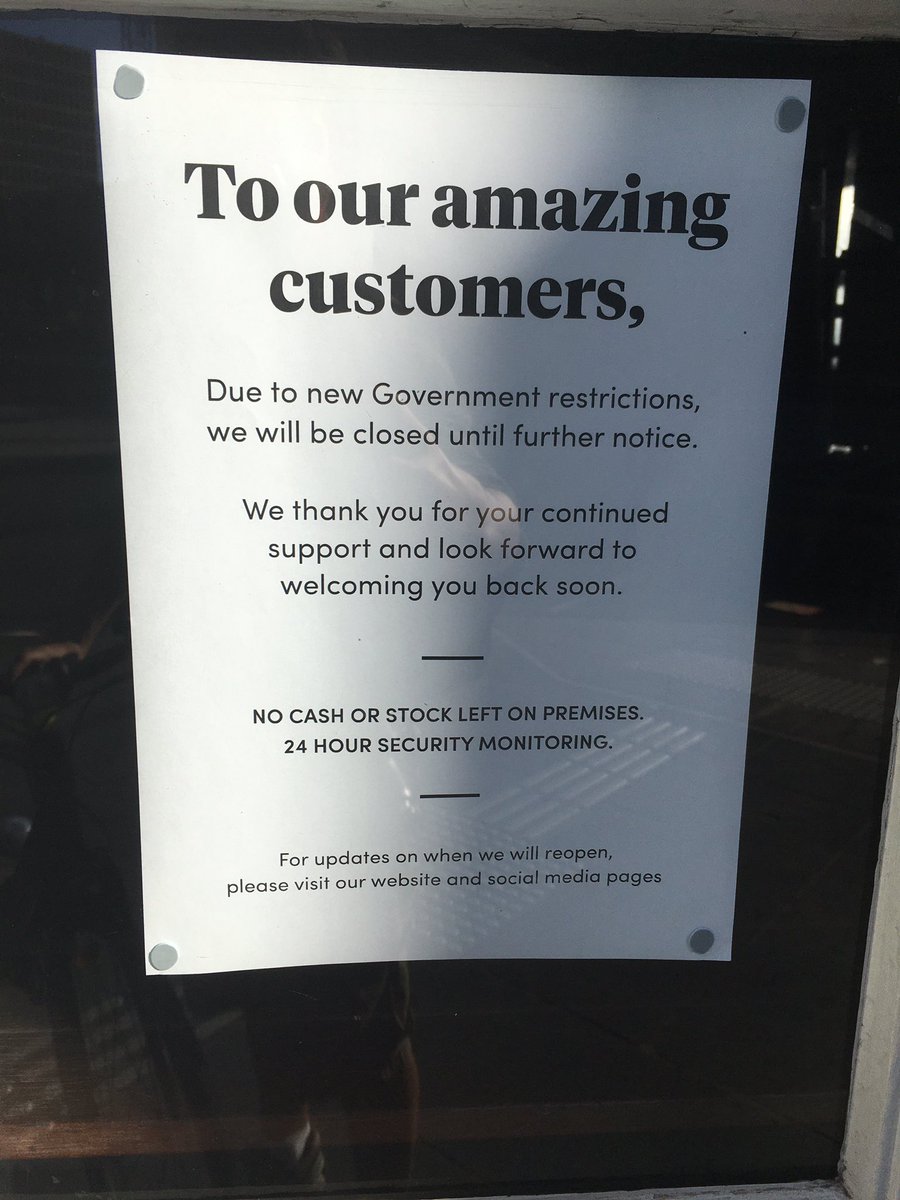 To our amazing
customers,
Due to new Government restrictions,
we will be closed until further notice.
We thank you for your continued
support and look forward to
welcoming you back soon.
NO CASH OR STOCK LEFT ON PREMISES.
24 HOUR SECURITY MONITORING.
For updates on when we will reopen,
please visit our website and social media pages